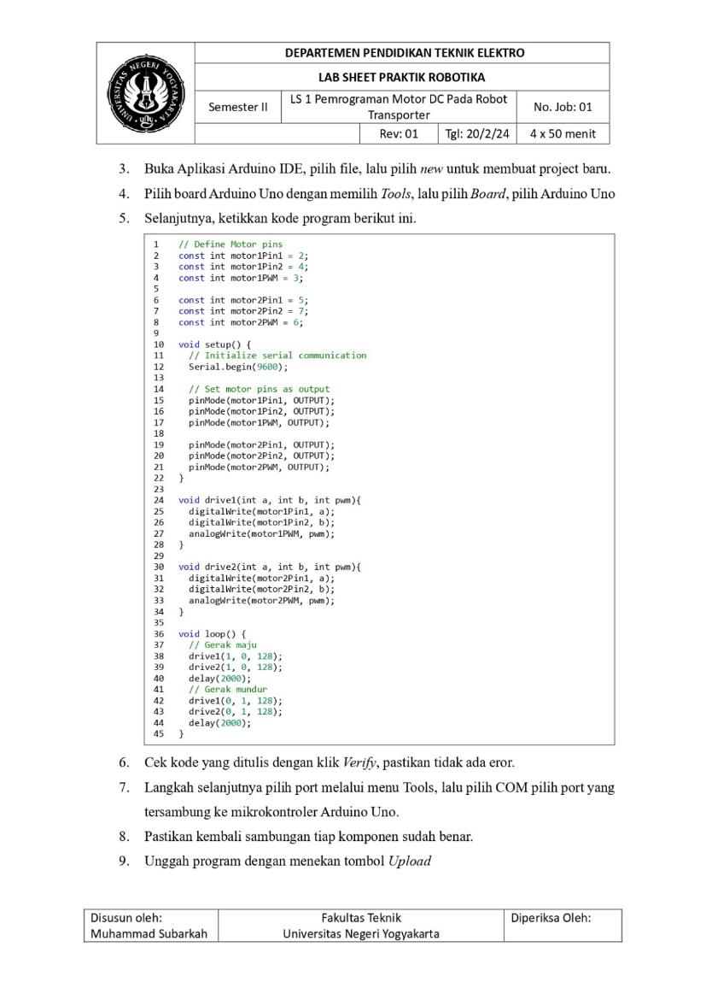 UNIVERSITAS NEGERI YOGYAKARTA
uny
DEPARTEMEN PENDIDIKAN TEKNIK ELEKTRO
LAB SHEET PRAKTIK ROBOTIKA
Semester II
LS 1 Pemrograman Motor DC Pada Robot
Transporter
No. Job: 01
Rev: 01
Tgl: 20/2/24
4 x 50 menit
3. Buka Aplikasi Arduino IDE, pilih file, lalu pilih new untuk membuat project baru.
4. Pilih board Arduino Uno dengan memilih Tools, lalu pilih Board, pilih Arduino Uno
5. Selanjutnya, ketikkan kode program berikut ini.
1 // Define Motor pins
2 const int motor1Pin1 = 2;
3 const int motor1Pin2 = 4;
4 const int motor1PWM = 3;
5
6 const int motor2Pin1 = 5;
7 const int motor2Pin2 = 7;
8 const int motor2PWM = 6;
9
10 void setup() {
11   // Initialize serial communication
12   Serial.begin(9600);
13
14   // Set motor pins as output
15   pinMode(motor1Pin1, OUTPUT);
16   pinMode(motor1Pin2, OUTPUT);
17   pinMode(motor1PWM, OUTPUT);
18
19   pinMode(motor2Pin1, OUTPUT);
20   pinMode(motor2Pin2, OUTPUT);
21   pinMode(motor2PWM, OUTPUT);
22 }
23
24 void drive1(int a, int b, int pwm){
25   digitalWrite(motor1Pin1, a);
26   digitalWrite(motor1Pin2, b);
27   analogWrite(motor1PWM, pwm);
28 }
29
30 void drive2(int a, int b, int pwm){
31   digitalWrite(motor2Pin1, a);
32   digitalWrite(motor2Pin2, b);
33   analogWrite(motor2PWM, pwm);
34 }
35
36 void loop() {
37   // Gerak maju
38   drive1(1, 0, 128);
39   drive2(1, 0, 128);
40   delay(2000);
41   // Gerak mundur
42   drive1(0, 1, 128);
43   drive2(0, 1, 128);
44   delay(2000);
45 }
6. Cek kode yang ditulis dengan klik Verify, pastikan tidak ada eror.
7. Langkah selanjutnya pilih port melalui menu Tools, lalu pilih COM pilih port yang
tersambung ke mikrokontroler Arduino Uno.
8. Pastikan kembali sambungan tiap komponen sudah benar.
9. Unggah program dengan menekan tombol Upload
Disusun oleh:
Muhammad Subarkah
Fakultas Teknik
Universitas Negeri Yogyakarta
Diperiksa Oleh: